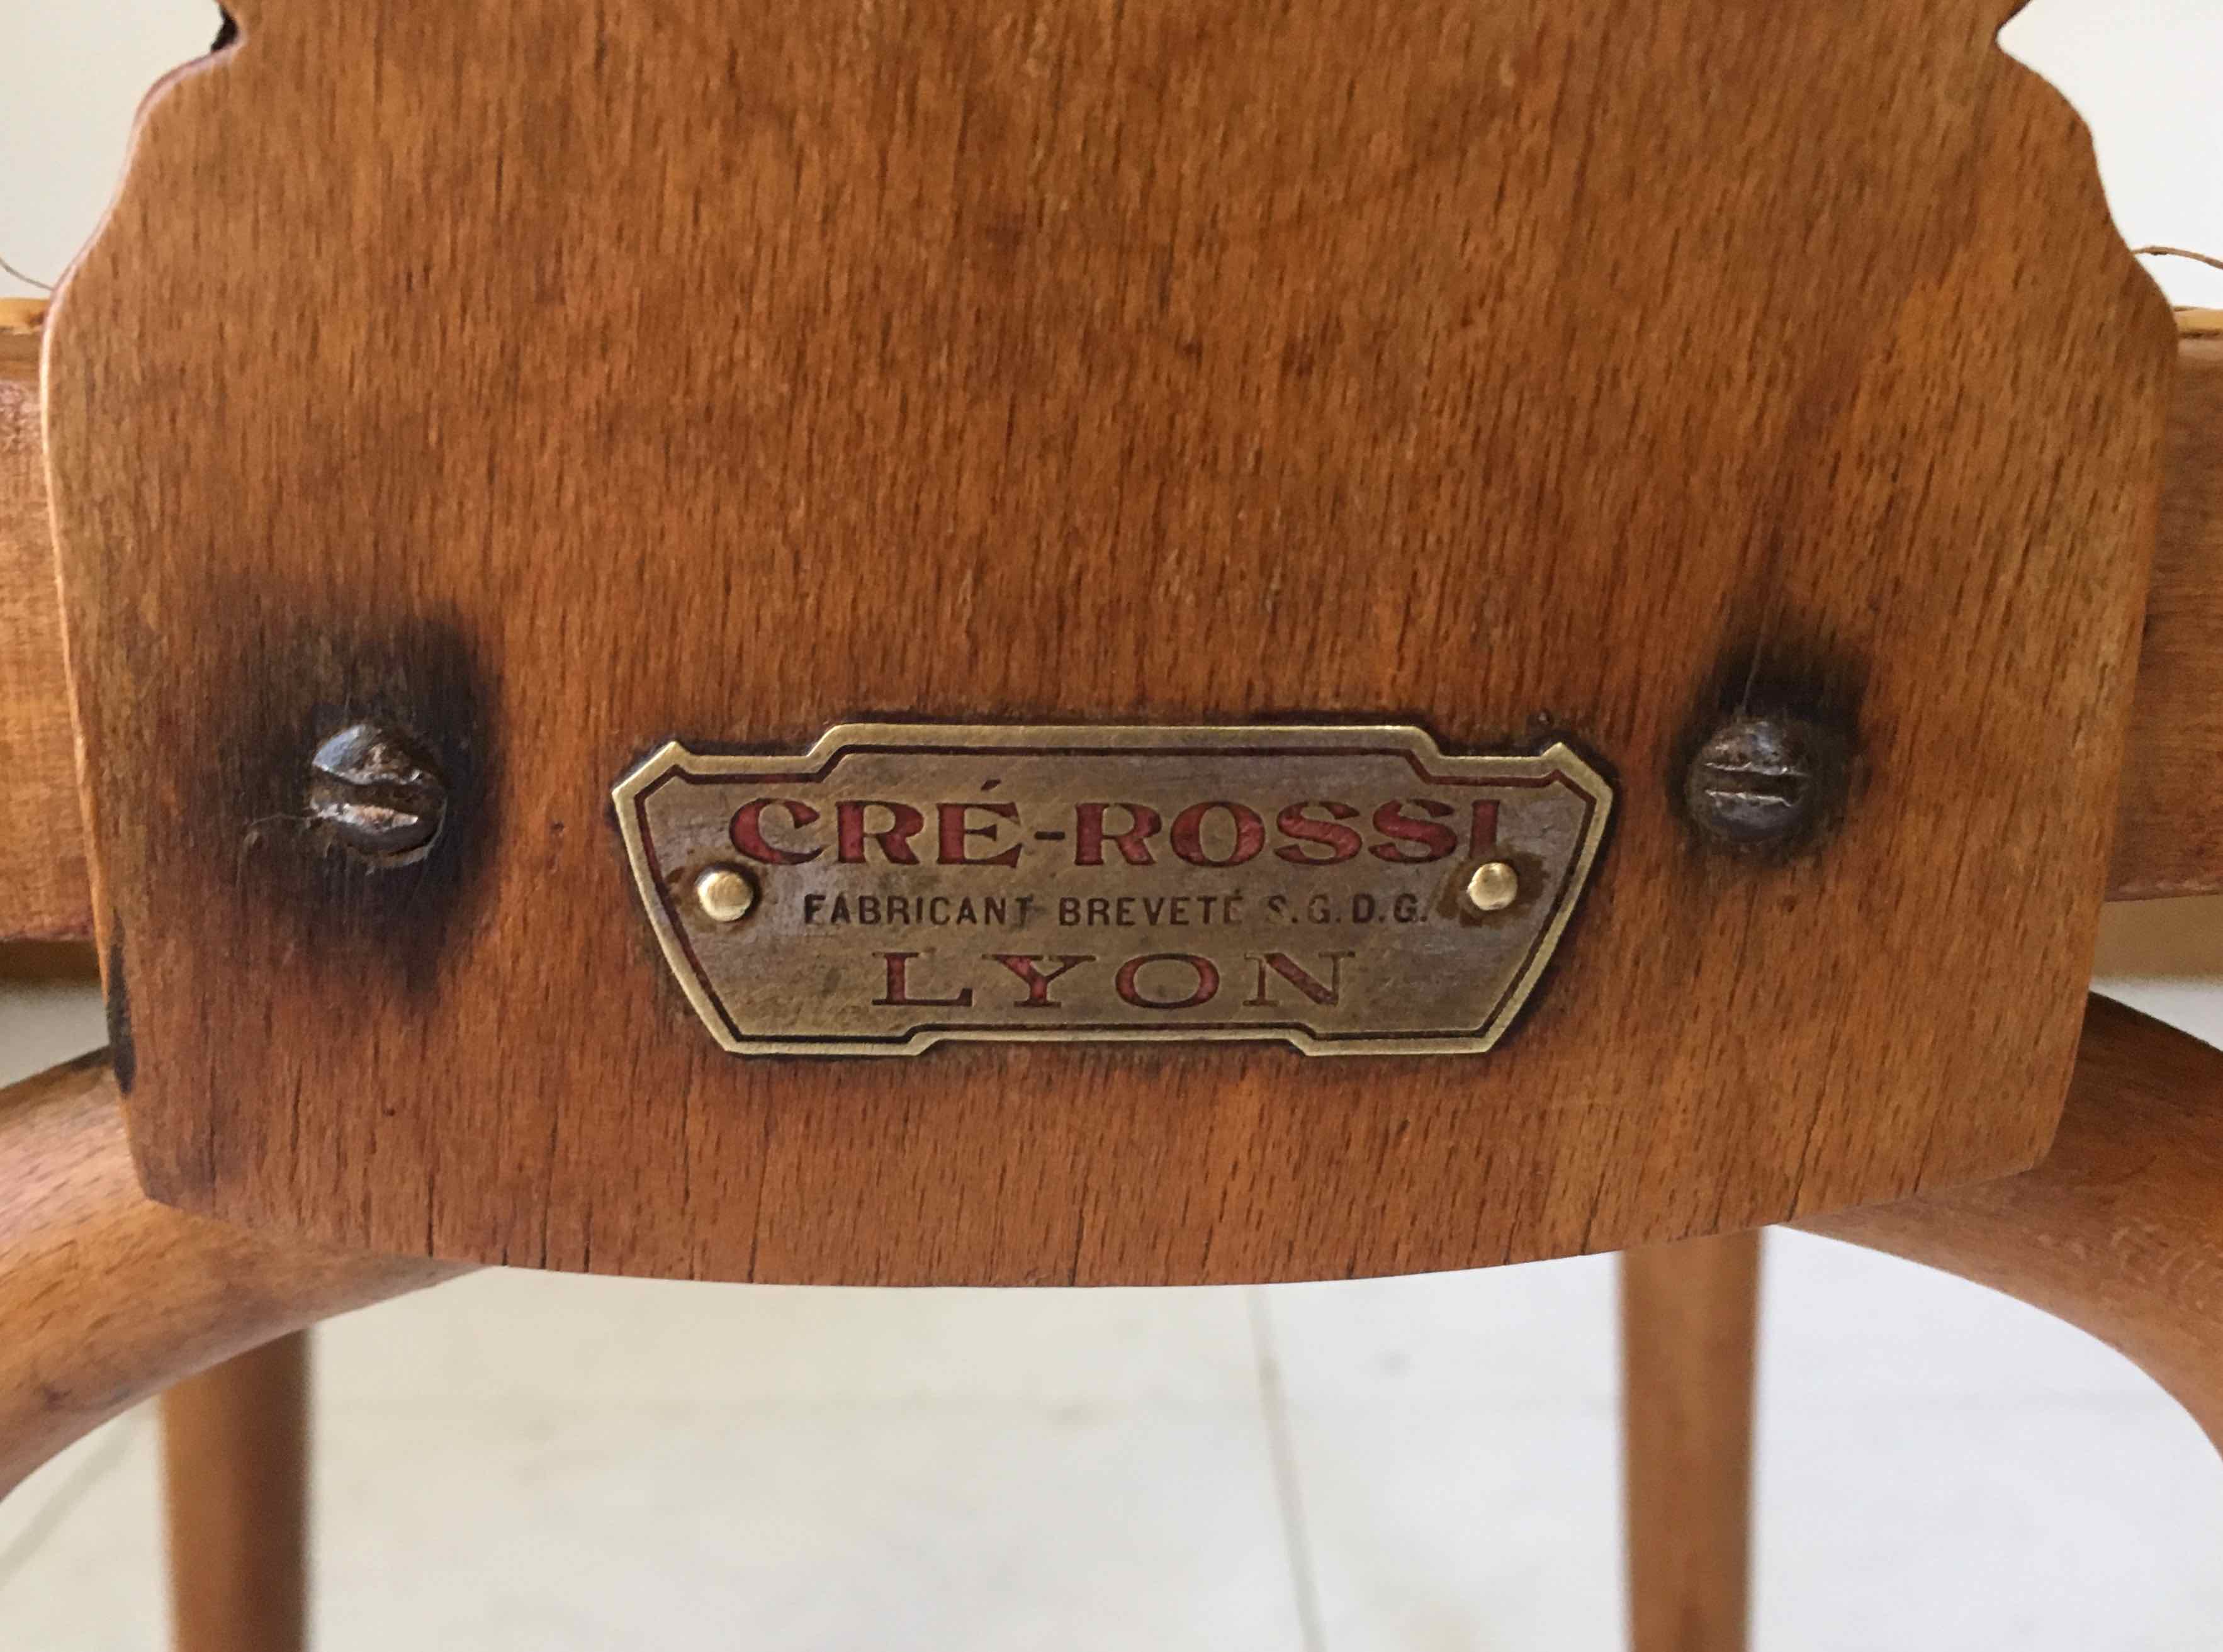 CRÉ-ROSSI
FABRICANT BREVETÉ S.G.D.G.
LYON